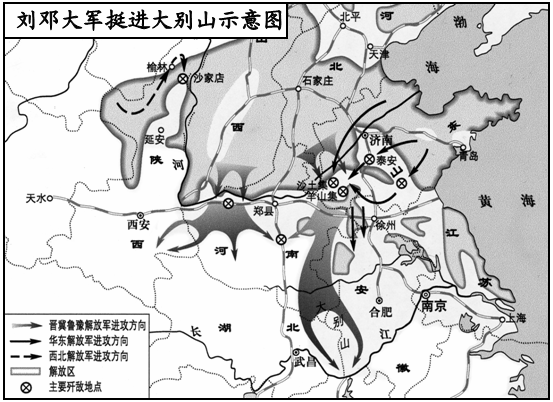 刘邓大军挺进大别山示意图
北平
河
渤
天津
海
山
北
榆林
沙家店
石家庄
济南
东
泰安
青岛
山
延安
西
陕
河
沙土集
羊山集
黄
海
天水
郑县
西安
徐州
西
河
南
江
苏
安
大
别
山
合肥
南京
上海
长
湖
北
江
武昌
徽
晋冀鲁豫解放军进攻方向
华东解放军进攻方向
西北解放军进攻方向
解放区
主要歼敌地点